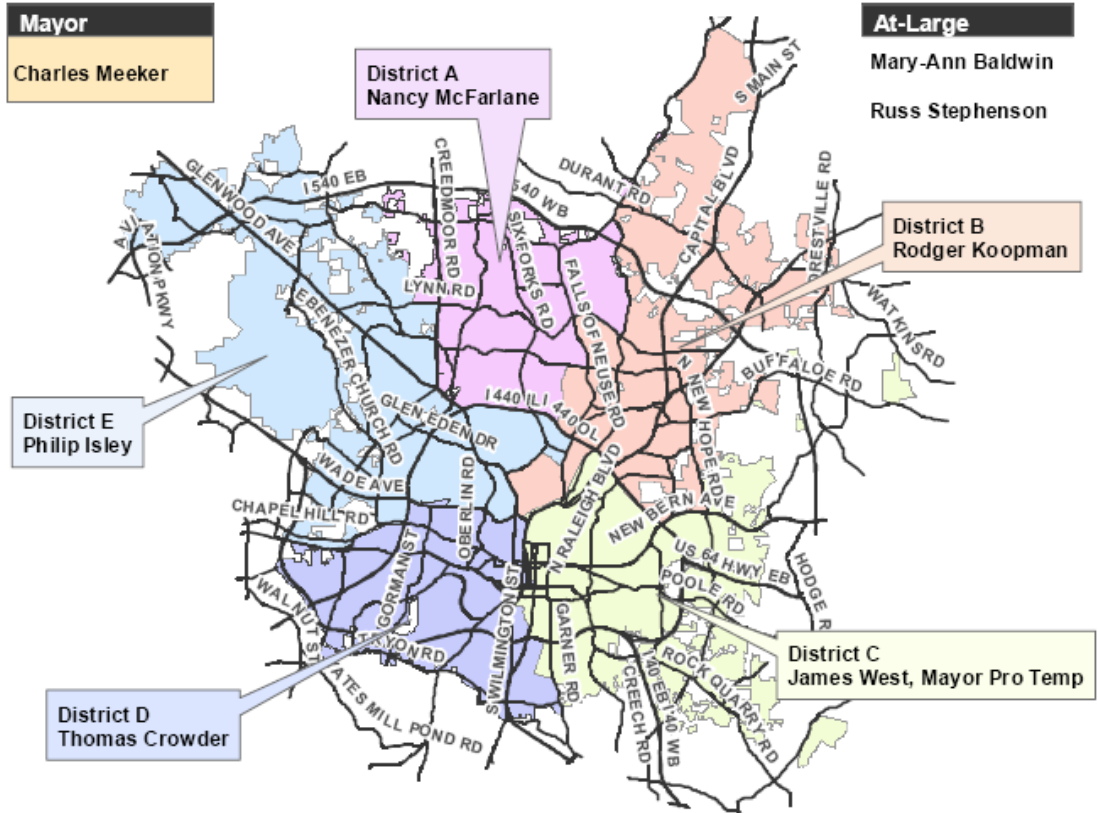 Mayor
Charles Meeker
At-Large
Mary-Ann Baldwin
Russ Stephenson
District A
Nancy McFarlane
S MAIN ST
CREEDMOOR RD
DURANT RD
I 540 EB
540 WB
GLENWOOD AVE
CAPITAL BLVD
FORESTVILLE RD
District B
Rodger Koopman
AVIATION PKWY
SIX FORKS RD
LYNN RD
FALLS OF NEUSE RD
WATKINS RD
EBENEZER CHURCH RD
N NEW HOPE RD
BUFFALOE RD
District E
Philip Isley
GLEN EDEN DR
I 440 IL
I 440 OL
WADE AVE
OBERLIN RD
N RALEIGH BLVD
NEW BERN AVE
CHAPEL HILL RD
US 64 HWY EB
GORMAN ST
POOLE RD
HODGE R
WALNUT ST
S WILMINGTON ST
GARNER RD
TRYON RD
ROCK QUARRY RD
District C
James West, Mayor Pro Temp
CREECH RD
I 40 EB
I 40 WB
District D
Thomas Crowder
ATES MILL POND RD